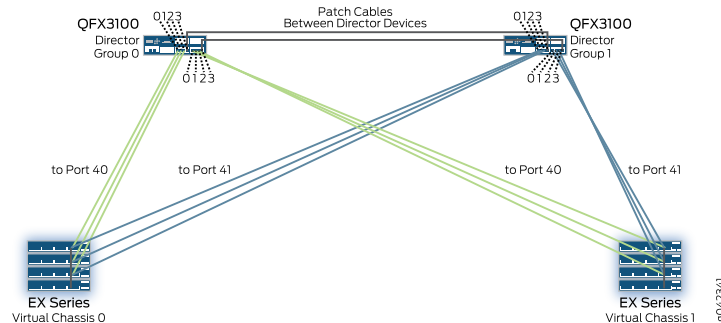 0123
QFX3100
Director
Group 0
0123
Patch Cables
Between Director Devices
0123
QFX3100
Director
Group 1
0123
to Port 40
to Port 41
to Port 40
to Port 41
EX Series
Virtual Chassis 0
EX Series
Virtual Chassis 1
g042341